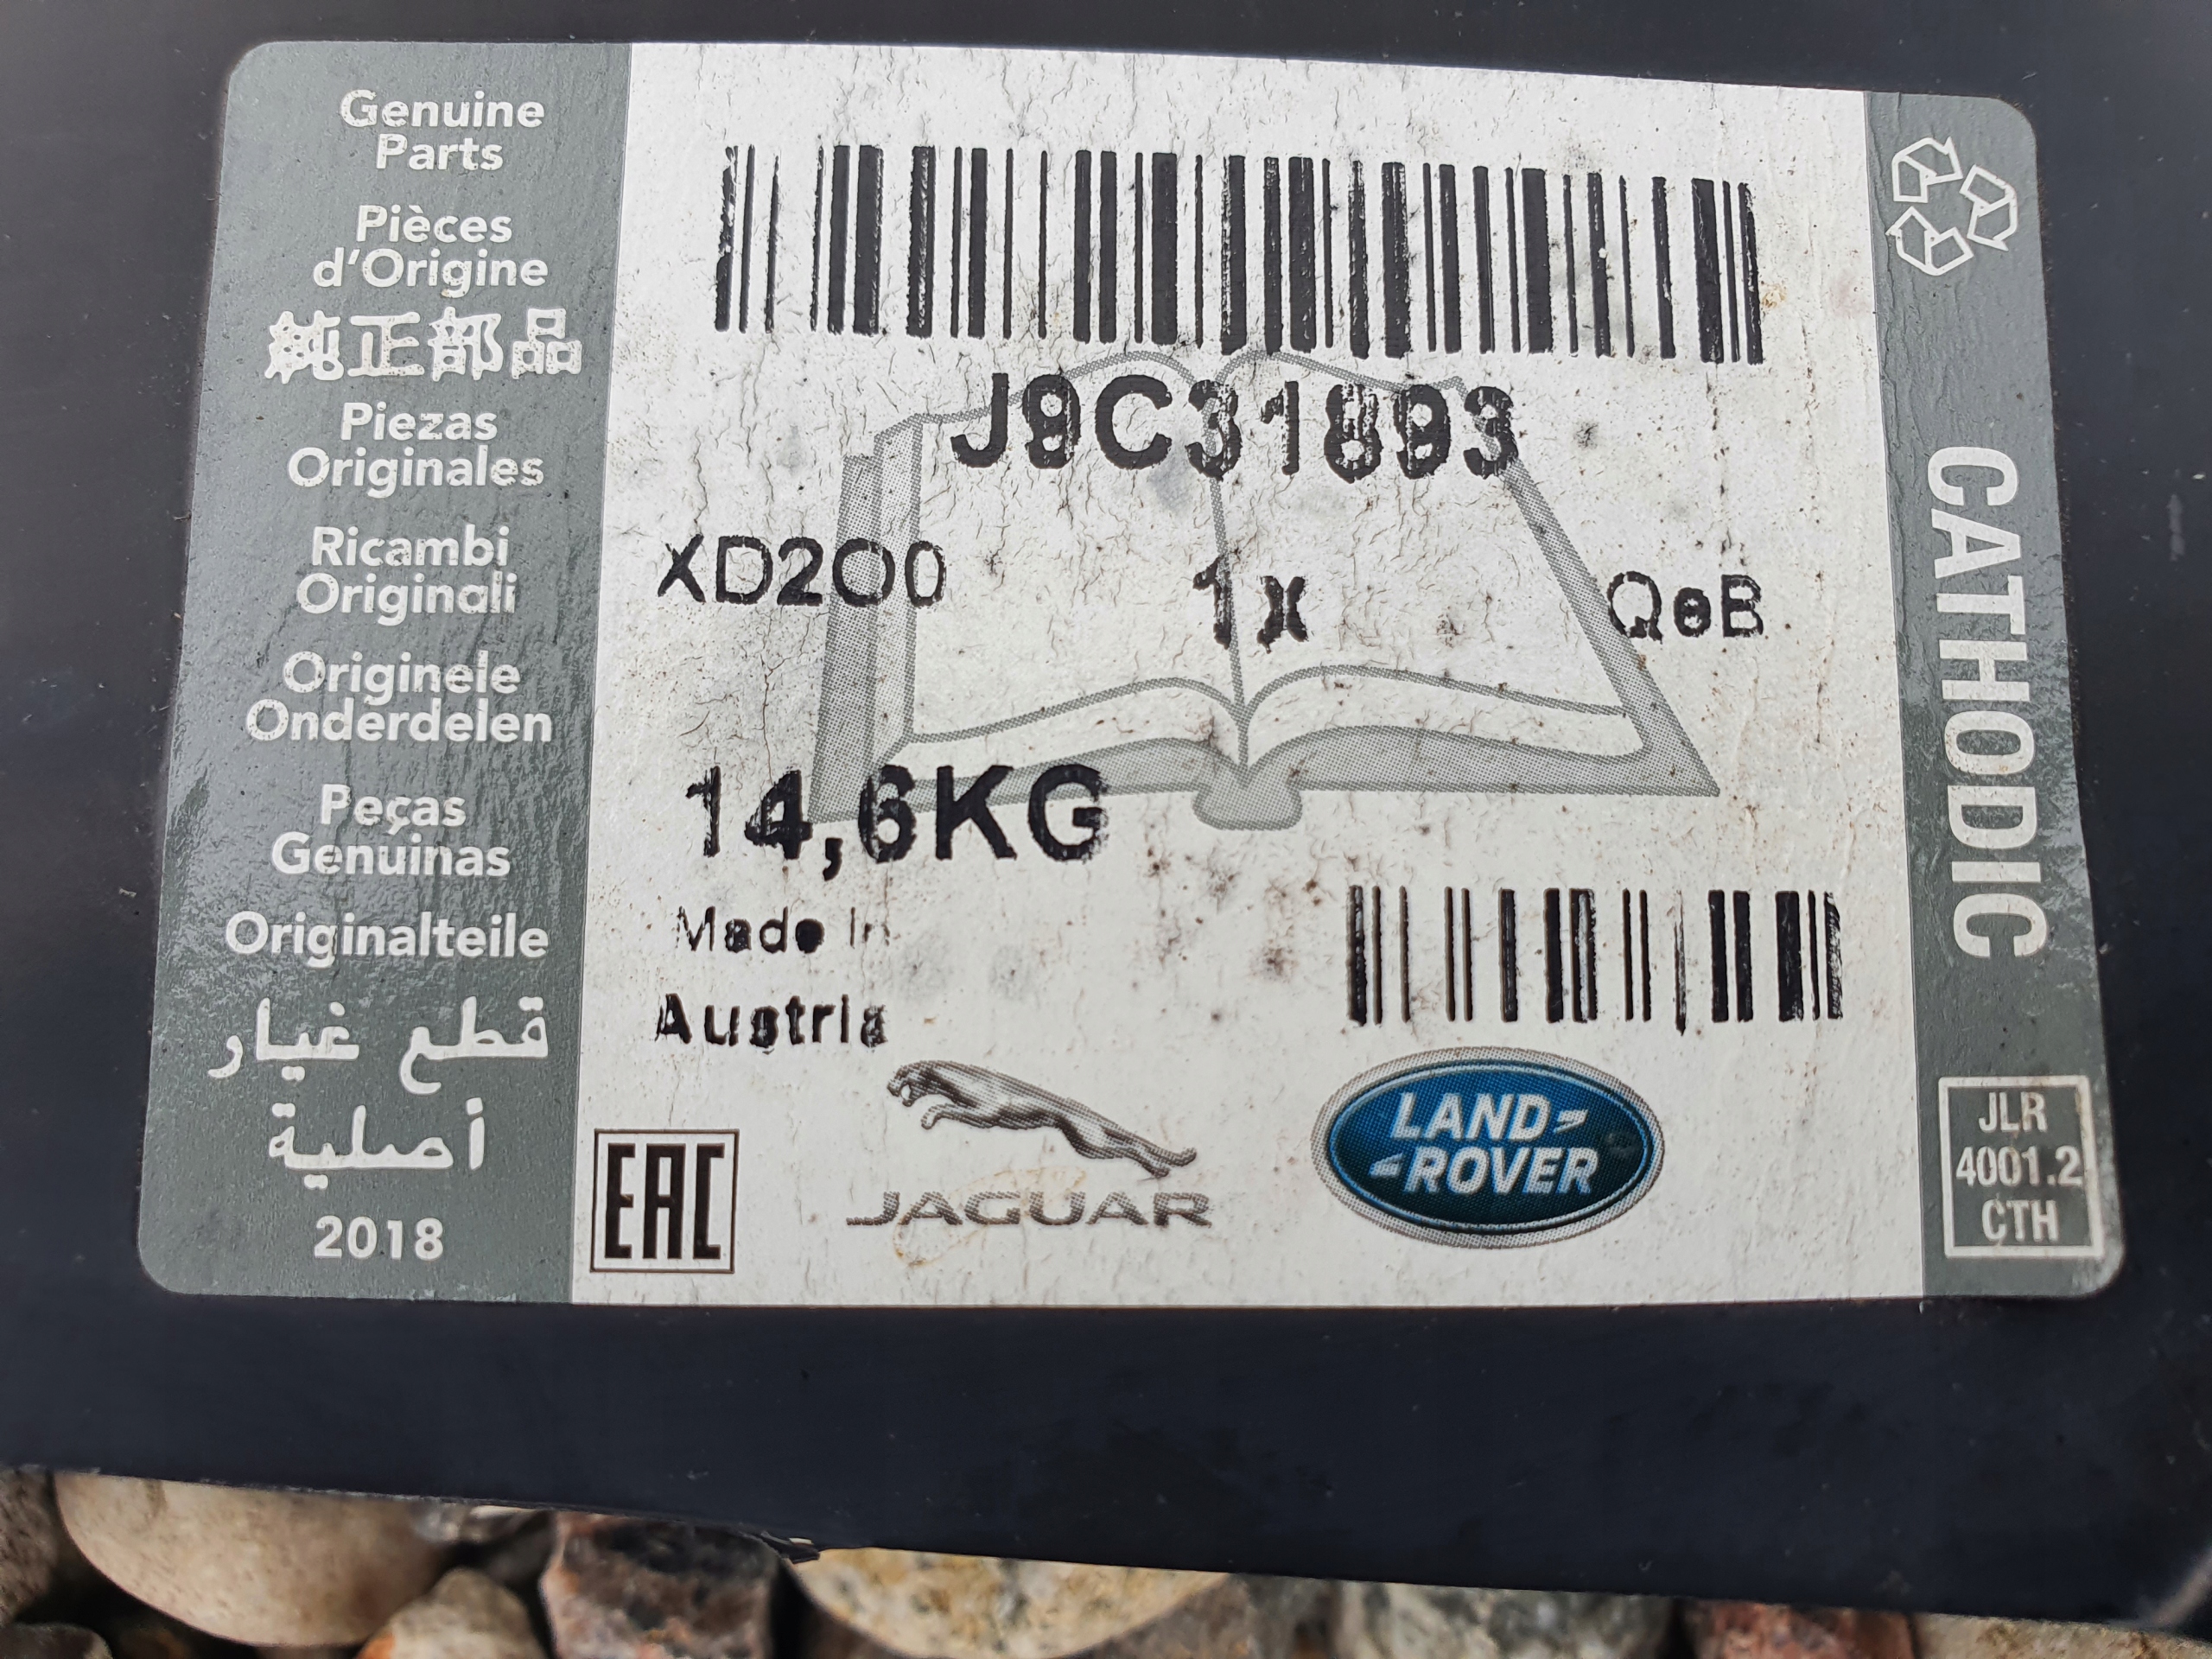 Genuine
Parts
Pièces
d'Origine
純正部品
Piezas
Originales
Ricambi
Originali
Originele
Onderdelen
Peças
Genuinas
Originalteile
قطع غيار
أصلية
2018
J9C31893
XD2O0 1x QeB
14,6KG
Made In
Austria
EAC
JAGUAR
LAND-
-ROVER
CATHODIC
JLR
4001.2
CTH